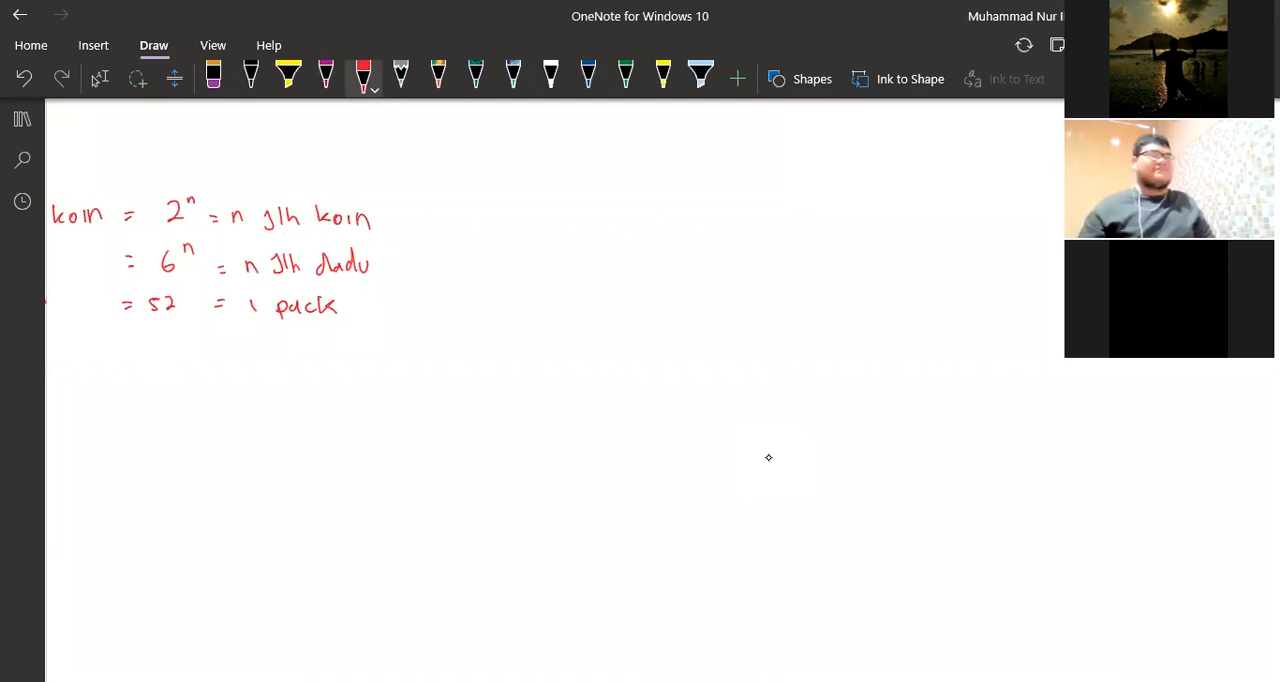 OneNote for Windows 10
Muhammad Nur I
Home Insert Draw View Help
Shapes Ink to Shape Ink to Text
koin = 2ⁿ = n jlh koin
= 6ⁿ = n jlh dadu
= 52 = 1 pack